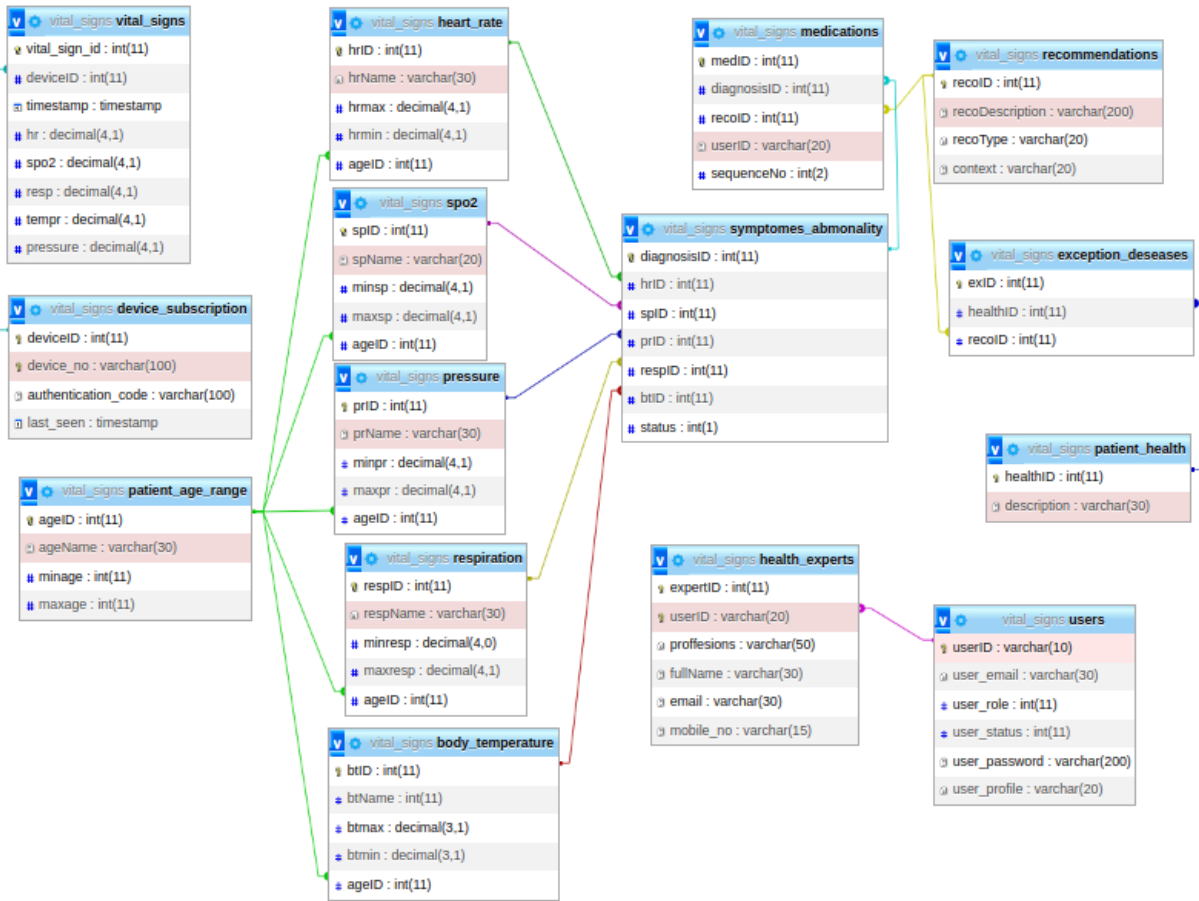 vital_signs vital_signs
vital_sign_id : int(11)
deviceID : int(11)
timestamp : timestamp
hr : decimal(4,1)
spo2 : decimal(4,1)
resp : decimal(4,1)
tempr : decimal(4,1)
pressure : decimal(4,1)
vital_signs device_subscription
deviceID : int(11)
device_no : varchar(100)
authentication_code : varchar(100)
last_seen : timestamp
vital_signs patient_age_range
ageID : int(11)
ageName : varchar(30)
minage : int(11)
maxage : int(11)
vital_signs heart_rate
hrID : int(11)
hrName : varchar(30)
hrmax : decimal(4,1)
hrmin : decimal(4,1)
ageID : int(11)
vital_signs spo2
spID : int(11)
spName : varchar(20)
minsp : decimal(4,1)
maxsp : decimal(4,1)
ageID : int(11)
vital_signs pressure
prID : int(11)
prName : varchar(30)
minpr : decimal(4,1)
maxpr : decimal(4,1)
ageID : int(11)
vital_signs respiration
respID : int(11)
respName : varchar(30)
minresp : decimal(4,0)
maxresp : decimal(4,1)
ageID : int(11)
vital_signs body_temperature
btID : int(11)
btName : int(11)
btmax : decimal(3,1)
btmin : decimal(3,1)
ageID : int(11)
vital_signs medications
medID : int(11)
diagnosisID : int(11)
recoID : int(11)
userID : varchar(20)
sequenceNo : int(2)
vital_signs symptomes_abmonality
diagnosisID : int(11)
hrID : int(11)
spID : int(11)
prID : int(11)
respID : int(11)
btID : int(11)
status : int(1)
vital_signs health_experts
expertID : int(11)
userID : varchar(20)
proffesions : varchar(50)
fullName : varchar(30)
email : varchar(30)
mobile_no : varchar(15)
vital_signs recommendations
recoID : int(11)
recoDescription : varchar(200)
recoType : varchar(20)
context : varchar(20)
vital_signs exception_deseases
exID : int(11)
healthID : int(11)
recoID : int(11)
vital_signs patient_health
healthID : int(11)
description : varchar(30)
vital_signs users
userID : varchar(10)
user_email : varchar(30)
user_role : int(11)
user_status : int(11)
user_password : varchar(200)
user_profile : varchar(20)